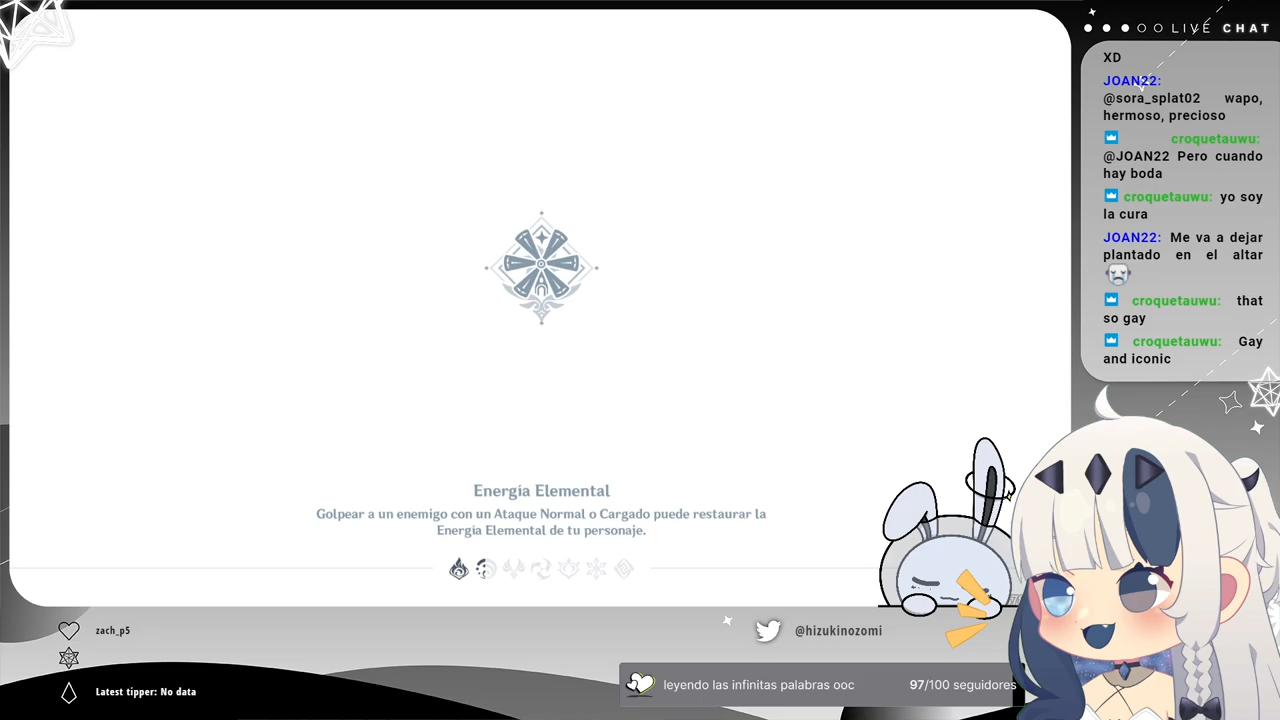 LIVE CHAT
XD
JOAN22:
@sora_splat02 wapo,
hermoso, precioso
croquetauwu:
@JOAN22 Pero cuando
hay boda
croquetauwu: yo soy
la cura
JOAN22: Me va a dejar
plantado en el altar
croquetauwu: that
so gay
croquetauwu: Gay
and iconic
Energía Elemental
Golpear a un enemigo con un Ataque Normal o Cargado puede restaurar la
Energía Elemental de tu personaje.
zach_p5
@hizukinozomi
leyendo las infinitas palabras ooc 97/100 seguidores
Latest tipper: No data